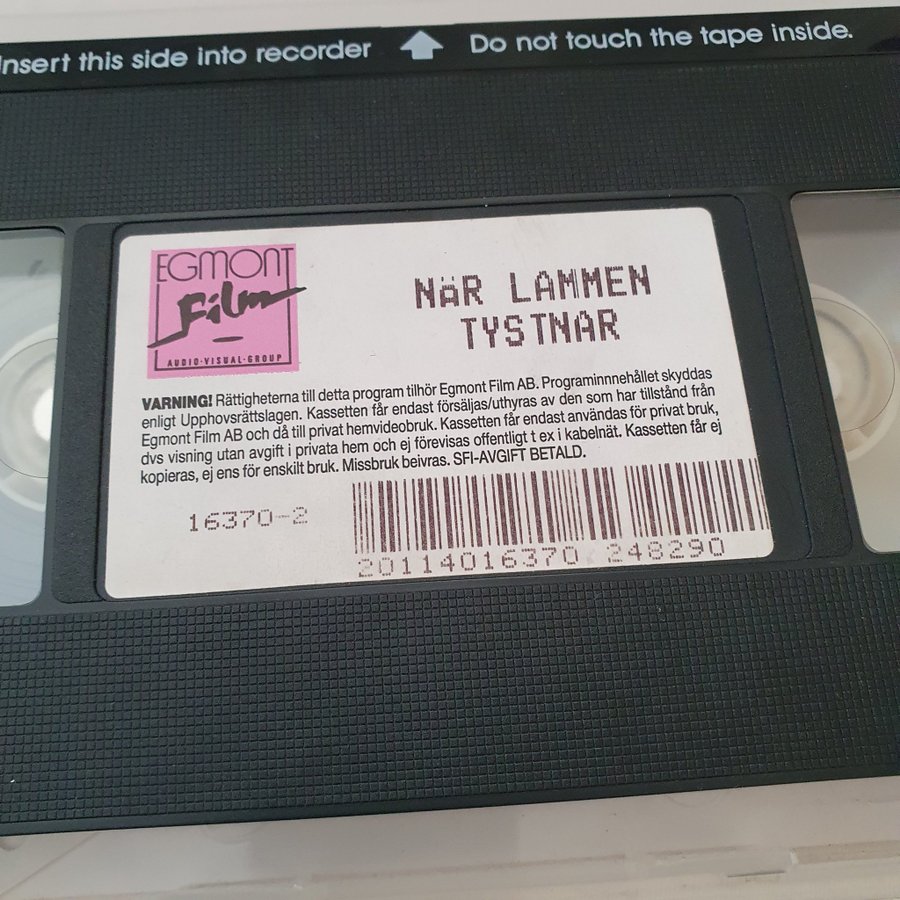 Insert this side into recorder
Do not touch the tape inside.
EGMONT
Film
AUDIO·VISUAL·GROUP
NäR LAMMEN
TYSTNAR
VARNING! Rättigheterna till detta program tilhör Egmont Film AB. Programinnnehållet skyddas
enligt Upphovsrättslagen. Kassetten får endast försäljas/uthyras av den som har tillstånd från
Egmont Film AB och då till privat hemvideobruk. Kassetten får endast användas för privat bruk,
dvs visning utan avgift i privata hem och ej förevisas offentligt t ex i kabelnät. Kassetten får ej
kopieras, ej ens för enskilt bruk. Missbruk beivras. SFI-AVGIFT BETALD.
16370-2
20114016370 248290